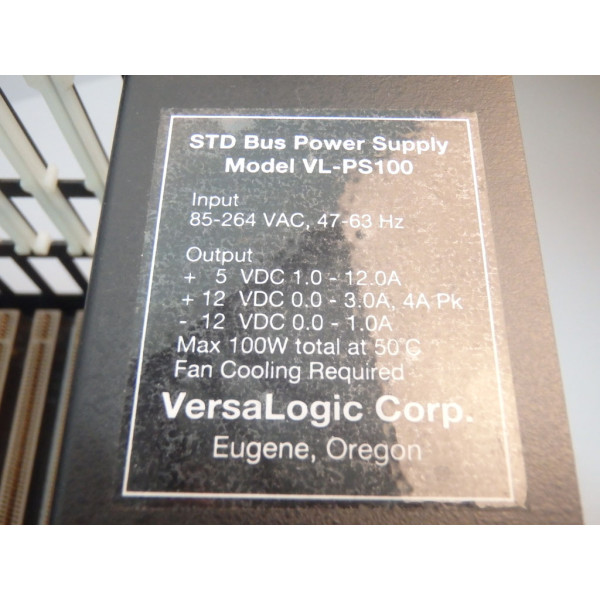 STD Bus Power Supply
Model VL-PS100
Input
85-264 VAC, 47-63 Hz
Output
+ 5 VDC 1.0 - 12.0A
+ 12 VDC 0.0 - 3.0A, 4A Pk
- 12 VDC 0.0 - 1.0A
Max 100W total at 50°C
Fan Cooling Required
VersaLogic Corp.
Eugene, Oregon